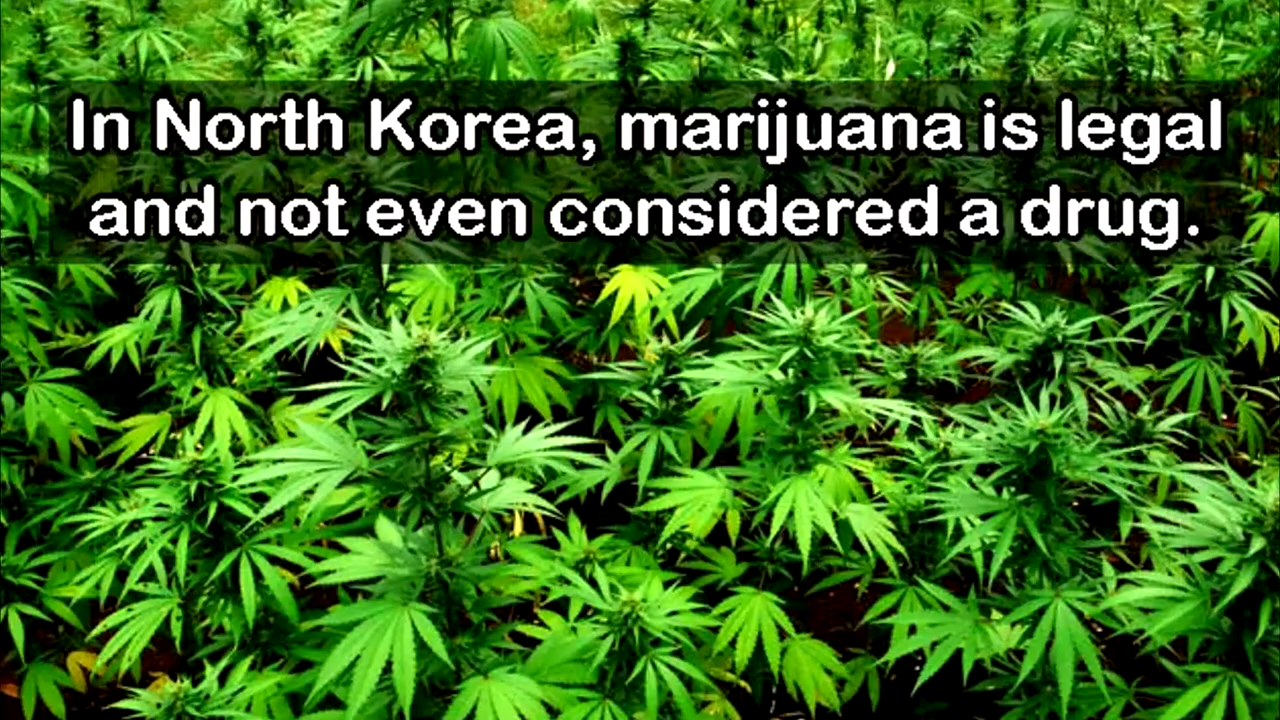 In North Korea, marijuana is legal
and not even considered a drug.